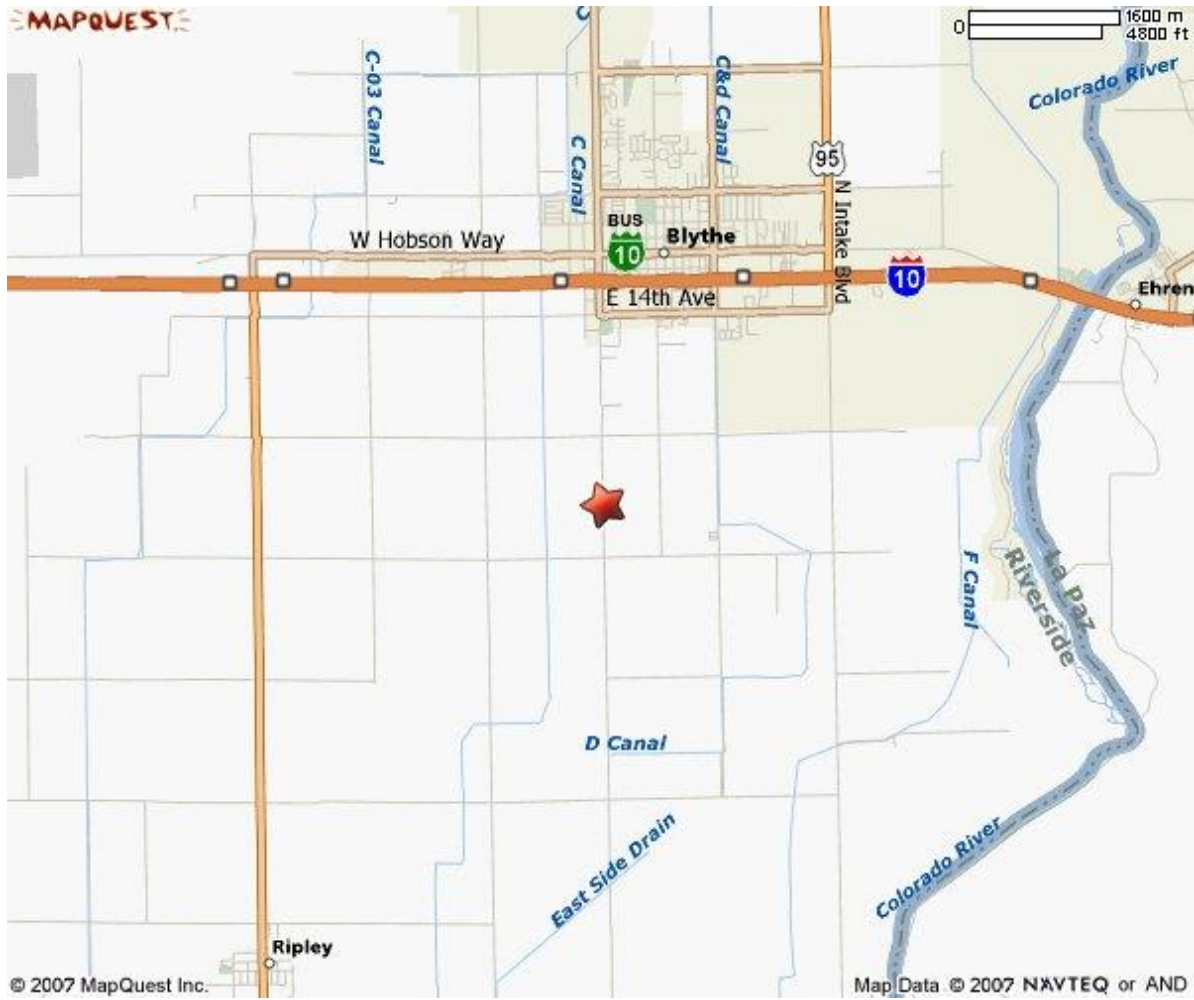 MAPQUEST
0
1600 m
4800 ft
Colorado River
C-03 Canal
C Canal
C&d Canal
95
N Intake Blvd
BUS
10
Blythe
W Hobson Way
10
E 14th Ave
Ehren
F Canal
La Paz
Riverside
D Canal
East Side Drain
Colorado River
Ripley
© 2007 MapQuest Inc.
Map Data © 2007 NAVTEQ or AND